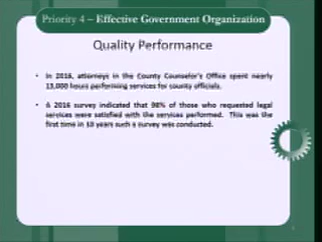 Priority 4 – Effective Government Organization
Quality Performance
• In 2016, attorneys in the County Counselor's Office spent nearly
13,000 hours performing services for county officials.
• A 2016 survey indicated that 98% of those who requested legal
services were satisfied with the services performed. This was the
first time in 10 years such a survey was conducted.